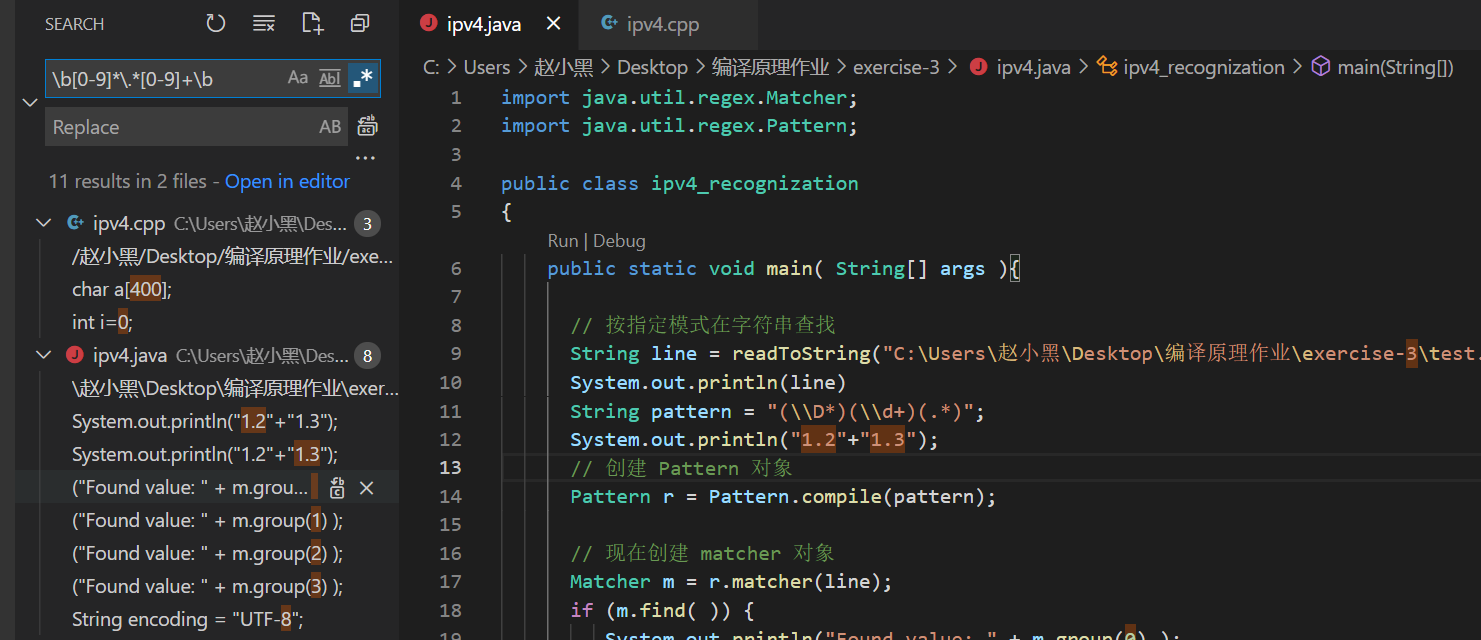 SEARCH
\b[0-9]*\.*[0-9]+\b
Aa Abl .*
Replace
AB
11 results in 2 files - Open in editor
ipv4.cpp C:\Users\赵小黑\Des... 3
/赵小黑/Desktop/编译原理作业/exe...
char a[400];
int i=0;
ipv4.java C:\Users\赵小黑\Des... 8
\赵小黑\Desktop\编译原理作业\exer...
System.out.println("1.2"+"1.3");
System.out.println("1.2"+"1.3");
("Found value: " + m.grou...
("Found value: " + m.group(1) );
("Found value: " + m.group(2) );
("Found value: " + m.group(3) );
String encoding = "UTF-8";
ipv4.java
ipv4.cpp
C: > Users > 赵小黑 > Desktop > 编译原理作业 > exercise-3 > ipv4.java > ipv4_recognization > main(String[])
1 import java.util.regex.Matcher;
2 import java.util.regex.Pattern;
3
4 public class ipv4_recognization
5 {
Run | Debug
6 public static void main( String[] args ){
7
8 // 按指定模式在字符串查找
9 String line = readToString("C:\Users\赵小黑\Desktop\编译原理作业\exercise-3\test.
10 System.out.println(line)
11 String pattern = "(\\D*)(\\d+)(.*)";
12 System.out.println("1.2"+"1.3");
13 // 创建 Pattern 对象
14 Pattern r = Pattern.compile(pattern);
15
16 // 现在创建 matcher 对象
17 Matcher m = r.matcher(line);
18 if (m.find( )) {
19 System.out.println("Found value: " + m.group(0) );